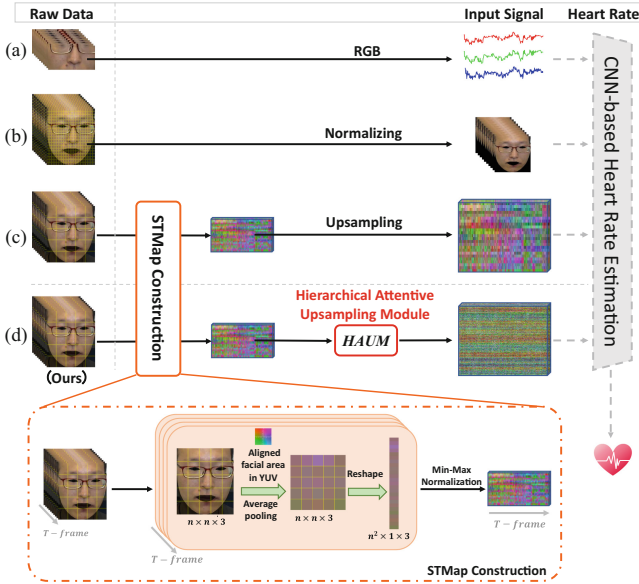 Raw Data
Input Signal
Heart Rate
(a)
RGB
(b)
Normalizing
(c)
Upsampling
STMap Construction
CNN-based Heart Rate Estimation
Hierarchical Attentive
Upsampling Module
(d)
HAUM
(Ours)
Aligned
facial area
in YUV
Average
pooling
Reshape
Min-Max
Normalization
n × n × 3
n × n × 3
n² × 1 × 3
T − frame
T − frame
T − frame
STMap Construction